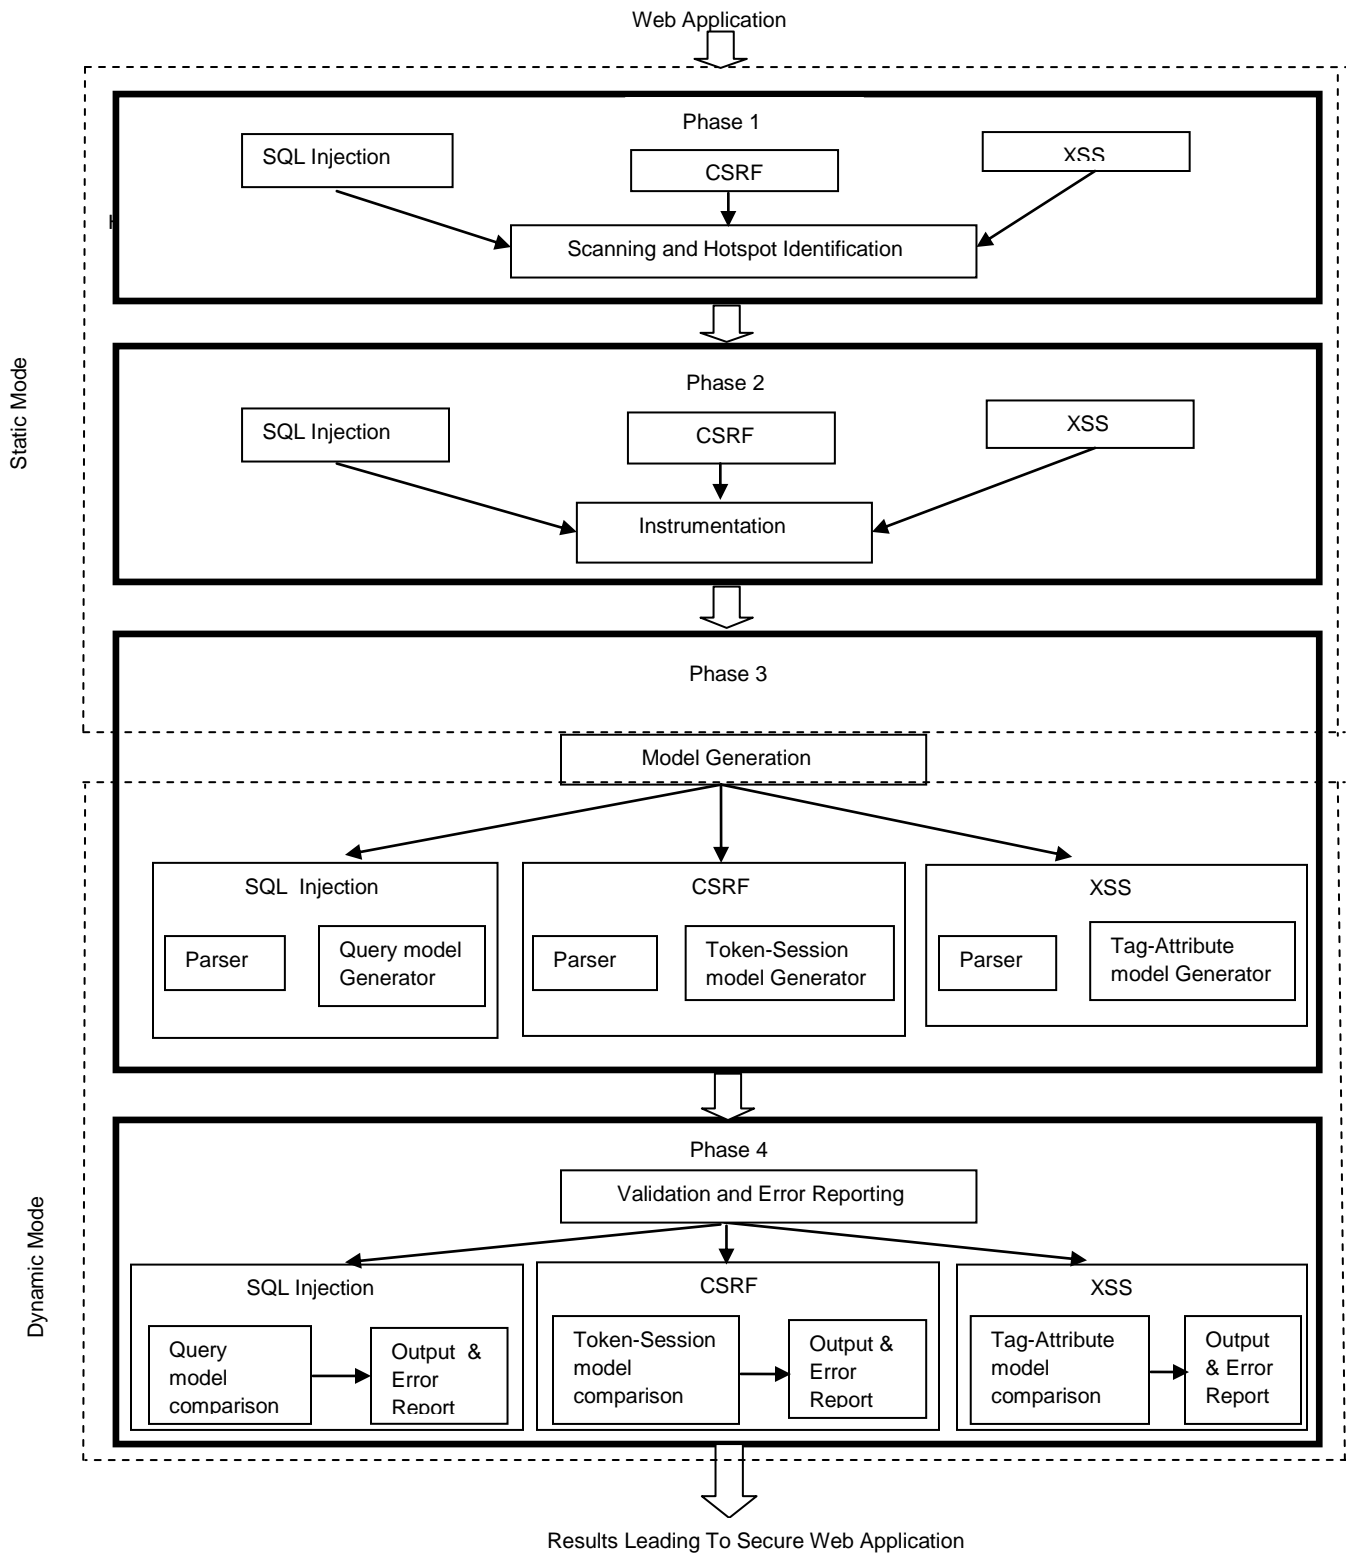 Web Application
Phase 1
SQL Injection
CSRF
XSS
Scanning and Hotspot Identification
Static Mode
Phase 2
SQL Injection
CSRF
XSS
Instrumentation
Phase 3
Model Generation
SQL Injection
Parser
Query model
Generator
CSRF
Parser
Token-Session
model Generator
XSS
Parser
Tag-Attribute
model Generator
Dynamic Mode
Phase 4
Validation and Error Reporting
SQL Injection
Query
model
comparison
Output &
Error
Report
CSRF
Token-Session
model
comparison
Output &
Error
Report
XSS
Tag-Attribute
model
comparison
Output
& Error
Report
Results Leading To Secure Web Application